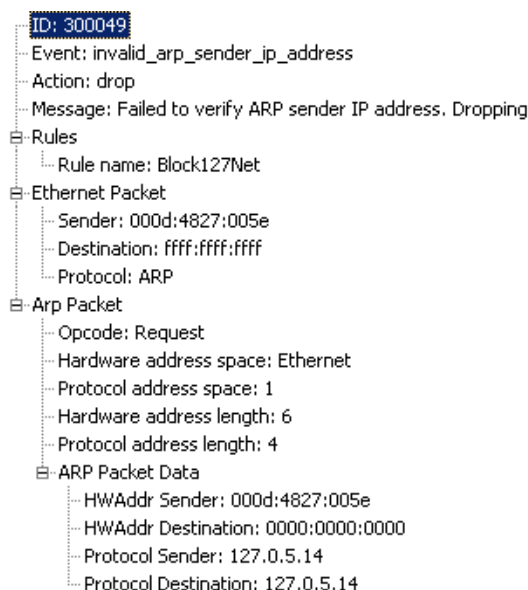 ID: 300049
Event: invalid_arp_sender_ip_address
Action: drop
Message: Failed to verify ARP sender IP address. Dropping
Rules
Rule name: Block127Net
Ethernet Packet
Sender: 000d:4827:005e
Destination: ffff:ffff:ffff
Protocol: ARP
Arp Packet
Opcode: Request
Hardware address space: Ethernet
Protocol address space: 1
Hardware address length: 6
Protocol address length: 4
ARP Packet Data
HWAddr Sender: 000d:4827:005e
HWAddr Destination: 0000:0000:0000
Protocol Sender: 127.0.5.14
Protocol Destination: 127.0.5.14